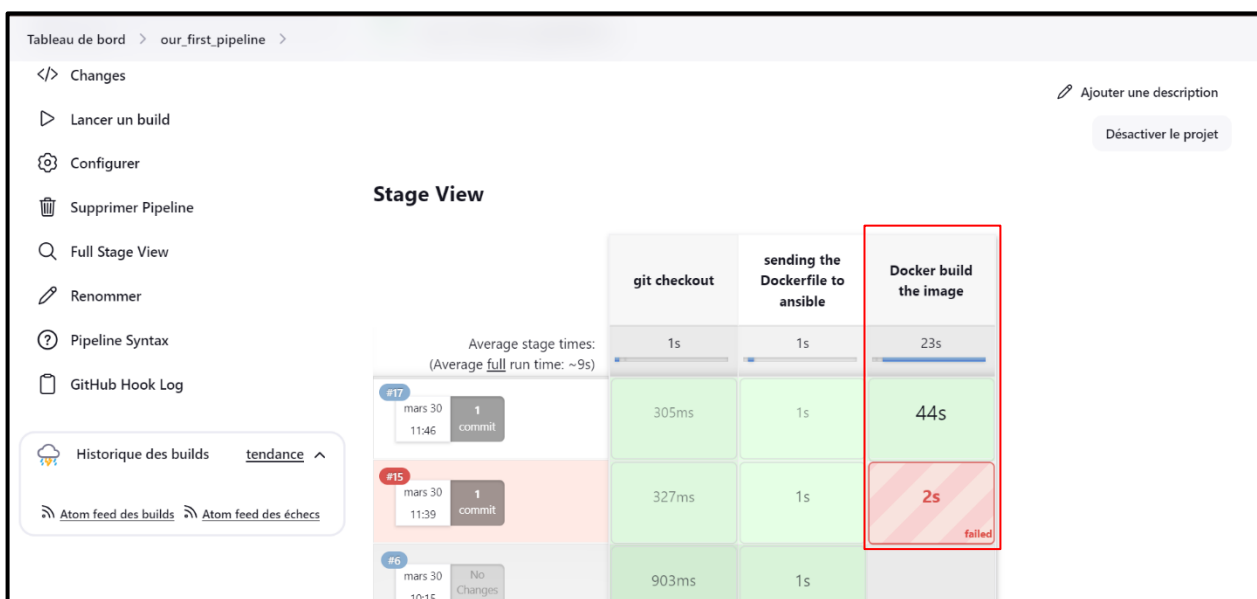 Tableau de bord > our_first_pipeline >
</> Changes
Ajouter une description
Lancer un build
Désactiver le projet
Configurer
Stage View
Supprimer Pipeline
Full Stage View
Renommer
Pipeline Syntax
GitHub Hook Log
Historique des builds tendance
Atom feed des builds Atom feed des échecs
git checkout
sending the
Dockerfile to
ansible
Docker build
the image
Average stage times:
(Average full run time: ~9s)
1s
1s
23s
#17
mars 30
11:46
1
commit
305ms
1s
44s
#15
mars 30
11:39
1
commit
327ms
1s
2s
failed
#6
mars 30
10:15
No
Changes
903ms
1s